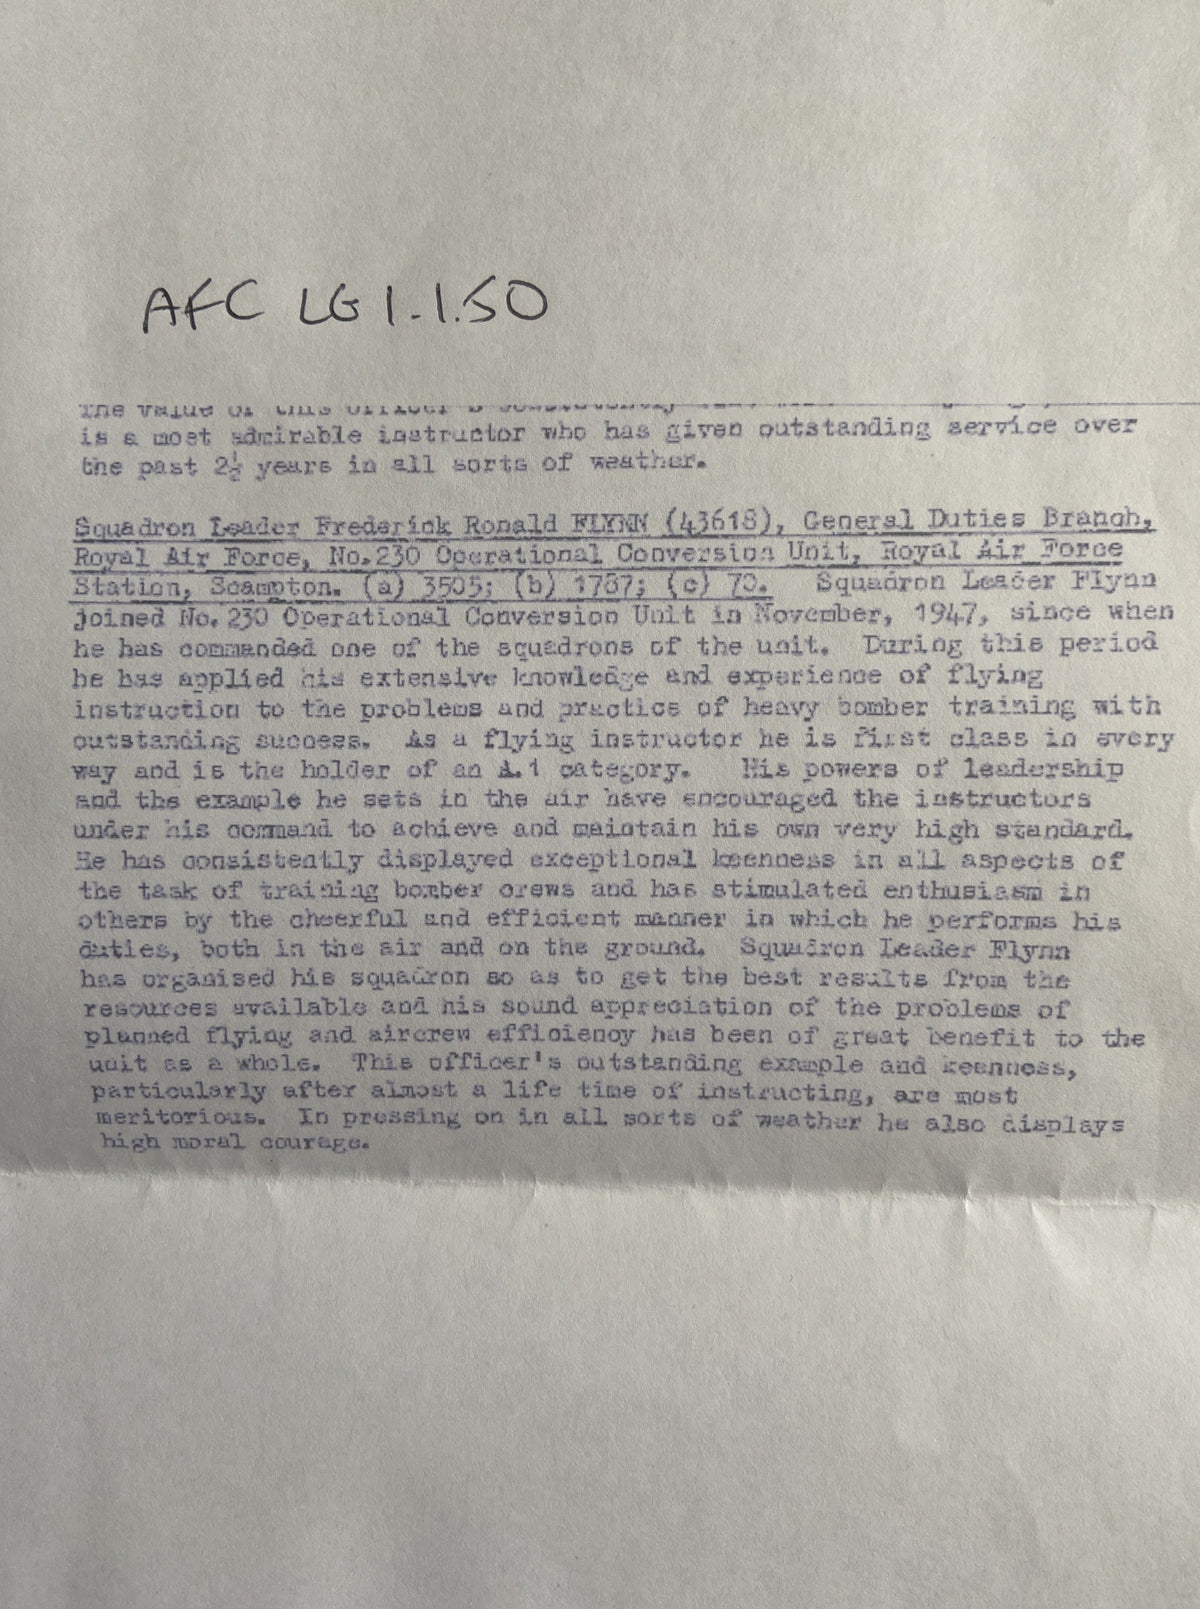 AFC LG 1.1.50
The value of this officer's consistently
is a most admirable instructor who has given outstanding service over
the past 2½ years in all sorts of weather.
Squadron Leader Frederick Ronald FLYNN (43618), General Duties Branch,
Royal Air Force, No.230 Operational Conversion Unit, Royal Air Force
Station, Scampton. (a) 3505; (b) 1787; (c) 70. Squadron Leader Flynn
joined No.230 Operational Conversion Unit in November, 1947, since when
he has commanded one of the squadrons of the unit. During this period
he has applied his extensive knowledge and experience of flying
instruction to the problems and practice of heavy bomber training with
outstanding success. As a flying instructor he is first class in every
way and is the holder of an A.1 category. His powers of leadership
and the example he sets in the air have encouraged the instructors
under his command to achieve and maintain his own very high standard.
He has consistently displayed exceptional keenness in all aspects of
the task of training bomber crews and has stimulated enthusiasm in
others by the cheerful and efficient manner in which he performs his
duties, both in the air and on the ground. Squadron Leader Flynn
has organised his squadron so as to get the best results from the
resources available and his sound appreciation of the problems of
planned flying and aircrew efficiency has been of great benefit to the
unit as a whole. This officer's outstanding example and keenness,
particularly after almost a life time of instructing, are most
meritorious. In pressing on in all sorts of weather he also displays
high moral courage.